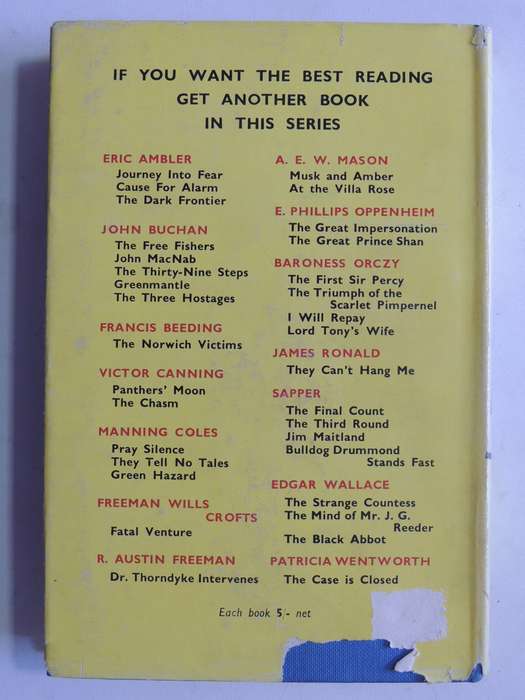 IF YOU WANT THE BEST READING
GET ANOTHER BOOK
IN THIS SERIES
ERIC AMBLER
Journey Into Fear
Cause For Alarm
The Dark Frontier
JOHN BUCHAN
The Free Fishers
John MacNab
The Thirty-Nine Steps
Greenmantle
The Three Hostages
FRANCIS BEEDING
The Norwich Victims
VICTOR CANNING
Panthers' Moon
The Chasm
MANNING COLES
Pray Silence
They Tell No Tales
Green Hazard
FREEMAN WILLS
CROFTS
Fatal Venture
R. AUSTIN FREEMAN
Dr. Thorndyke Intervenes
A. E. W. MASON
Musk and Amber
At the Villa Rose
E. PHILLIPS OPPENHEIM
The Great Impersonation
The Great Prince Shan
BARONESS ORCZY
The First Sir Percy
The Triumph of the
Scarlet Pimpernel
I Will Repay
Lord Tony's Wife
JAMES RONALD
They Can't Hang Me
SAPPER
The Final Count
The Third Round
Jim Maitland
Bulldog Drummond
Stands Fast
EDGAR WALLACE
The Strange Countess
The Mind of Mr. J. G.
Reeder
The Black Abbot
PATRICIA WENTWORTH
The Case is Closed
Each book 5/- net